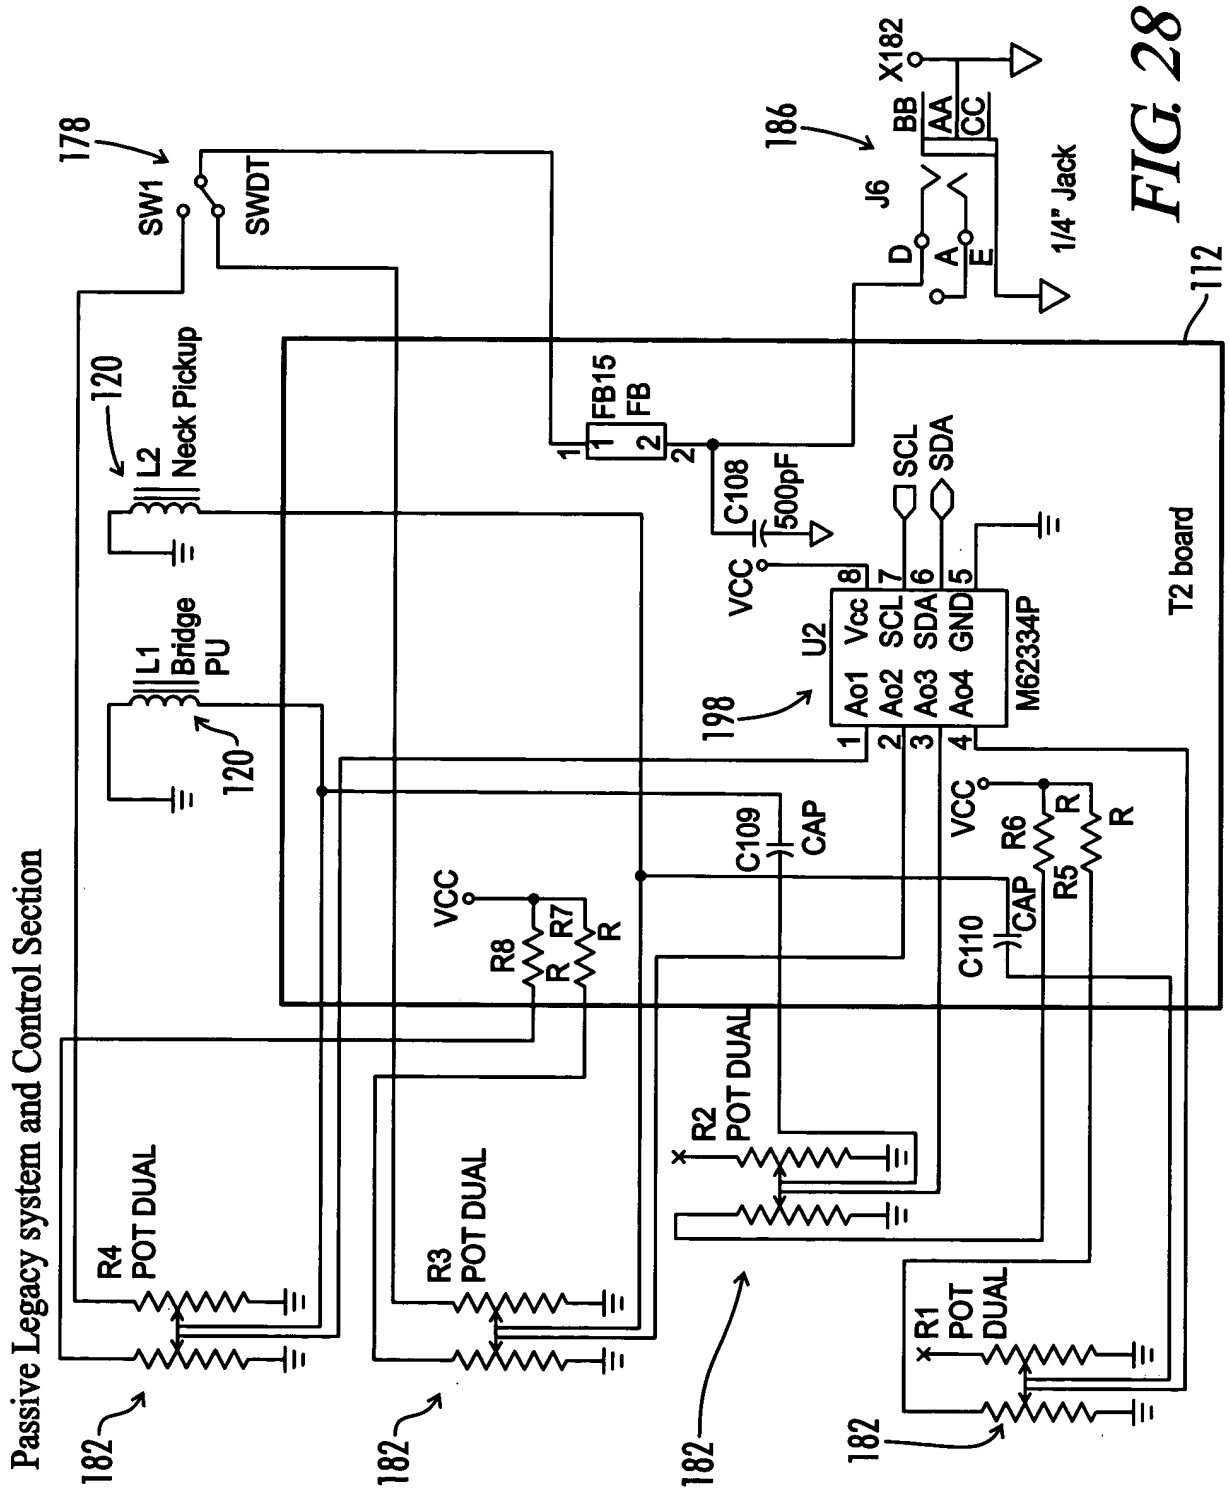 Passive Legacy system and Control Section
182
R4
POT DUAL
120
L1
Bridge
PU
120
L2
Neck Pickup
178
SW1
SWDT
182
R3
POT DUAL
VCC
R8
R
R7
R
1
FB15
FB
1
2
2
C108
500pF
182
R2
POT DUAL
C109
CAP
198
U2
VCC
1 Ao1 Vcc 8
2 Ao2 SCL 7
3 Ao3 SDA 6
4 Ao4 GND 5
M62334P
SCL
SDA
182
R1
POT
DUAL
C110
CAP
VCC
R6
R
R5
R
T2 board
112
186
J6
D
A
E
BB
AA
CC
X182
1/4" Jack
FIG. 28